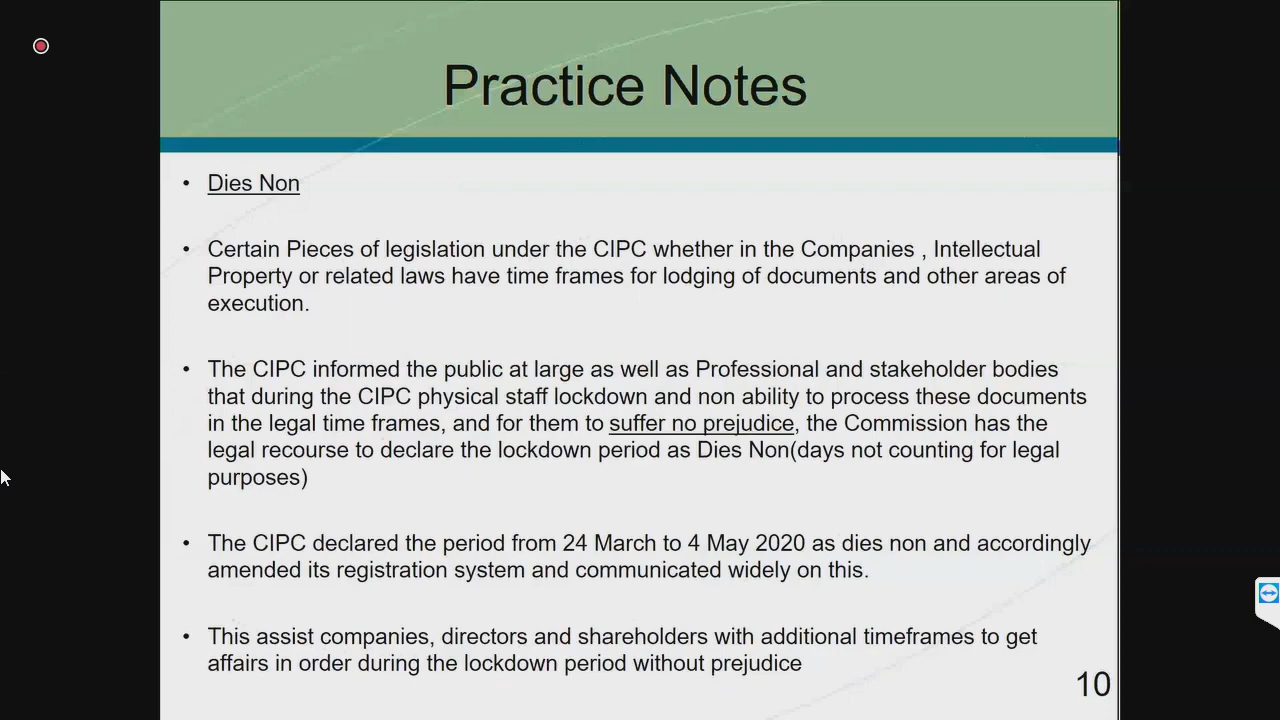 Practice Notes
• Dies Non
• Certain Pieces of legislation under the CIPC whether in the Companies , Intellectual
Property or related laws have time frames for lodging of documents and other areas of
execution.
• The CIPC informed the public at large as well as Professional and stakeholder bodies
that during the CIPC physical staff lockdown and non ability to process these documents
in the legal time frames, and for them to suffer no prejudice, the Commission has the
legal recourse to declare the lockdown period as Dies Non(days not counting for legal
purposes)
• The CIPC declared the period from 24 March to 4 May 2020 as dies non and accordingly
amended its registration system and communicated widely on this.
• This assist companies, directors and shareholders with additional timeframes to get
affairs in order during the lockdown period without prejudice
10